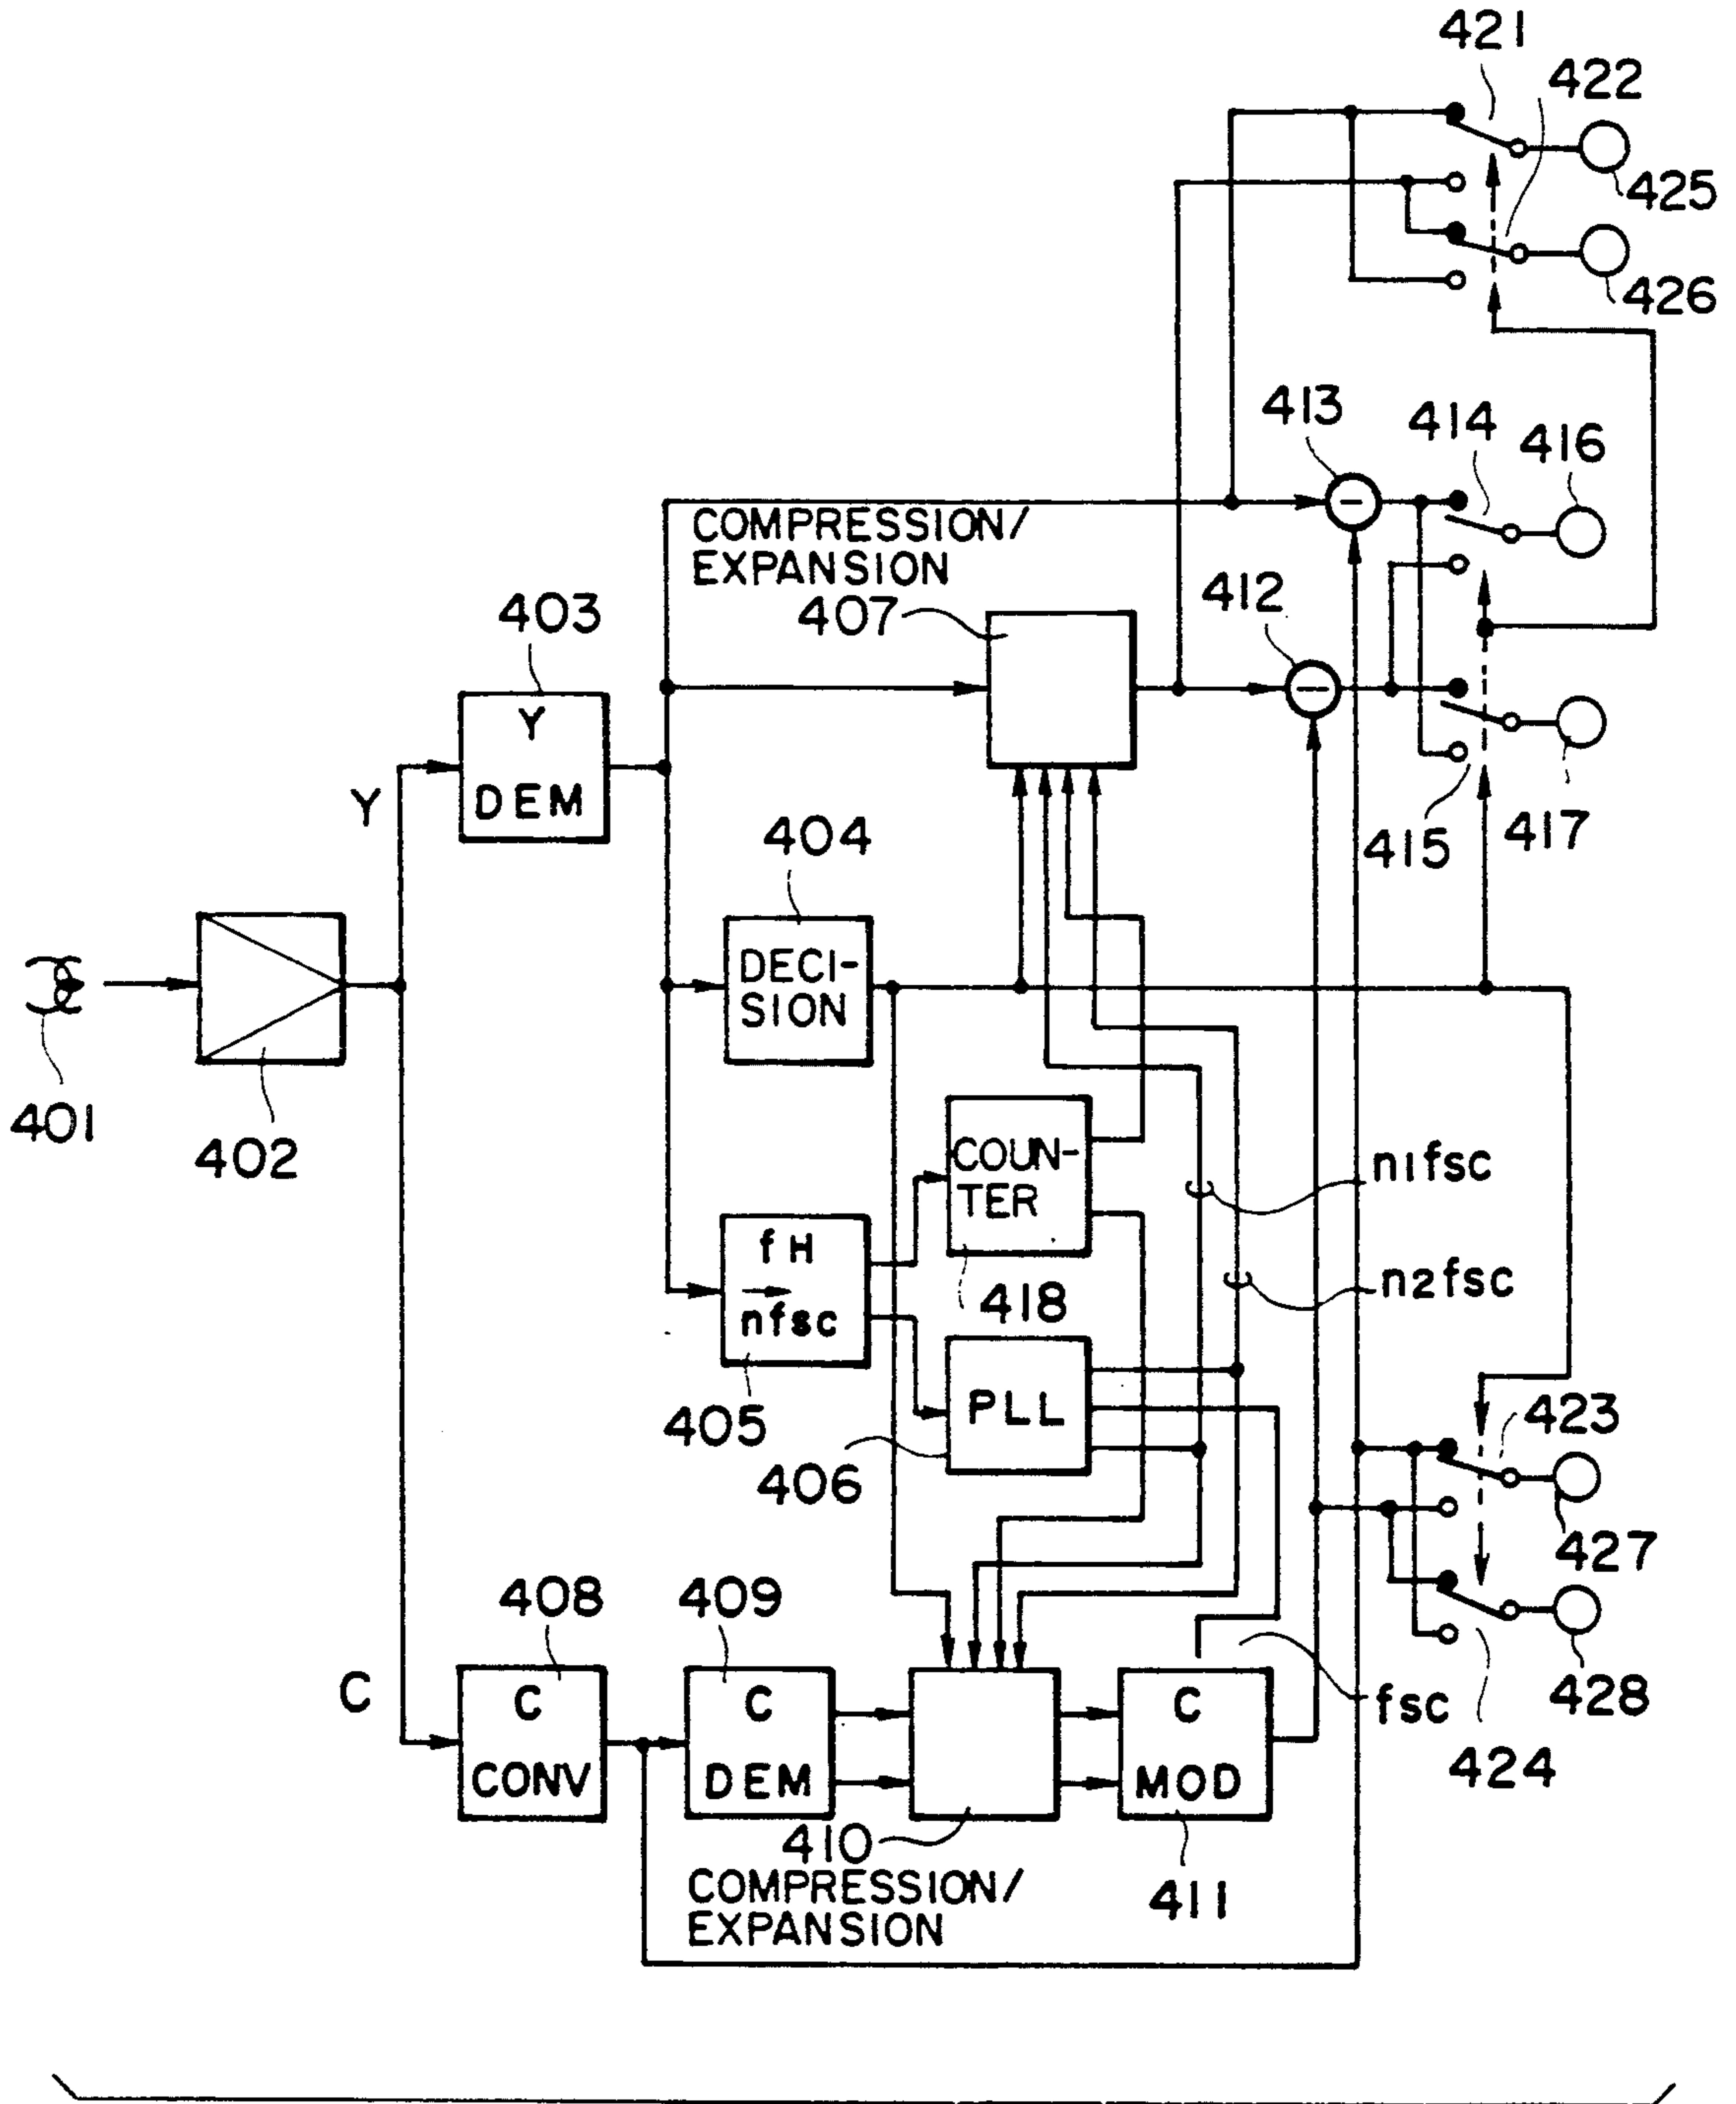 421
422
425
426
413
414
416
COMPRESSION/
EXPANSION
403
407
412
Y
DEM
Y
404
415
417
DECI-
SION
401
402
COUN-
TER
n1fsc
fH
→
nfsc
418
n2fsc
405
PLL
406
423
427
408
409
C
C
CONV
C
DEM
C
MOD
fsc
428
424
410
COMPRESSION/
EXPANSION
411